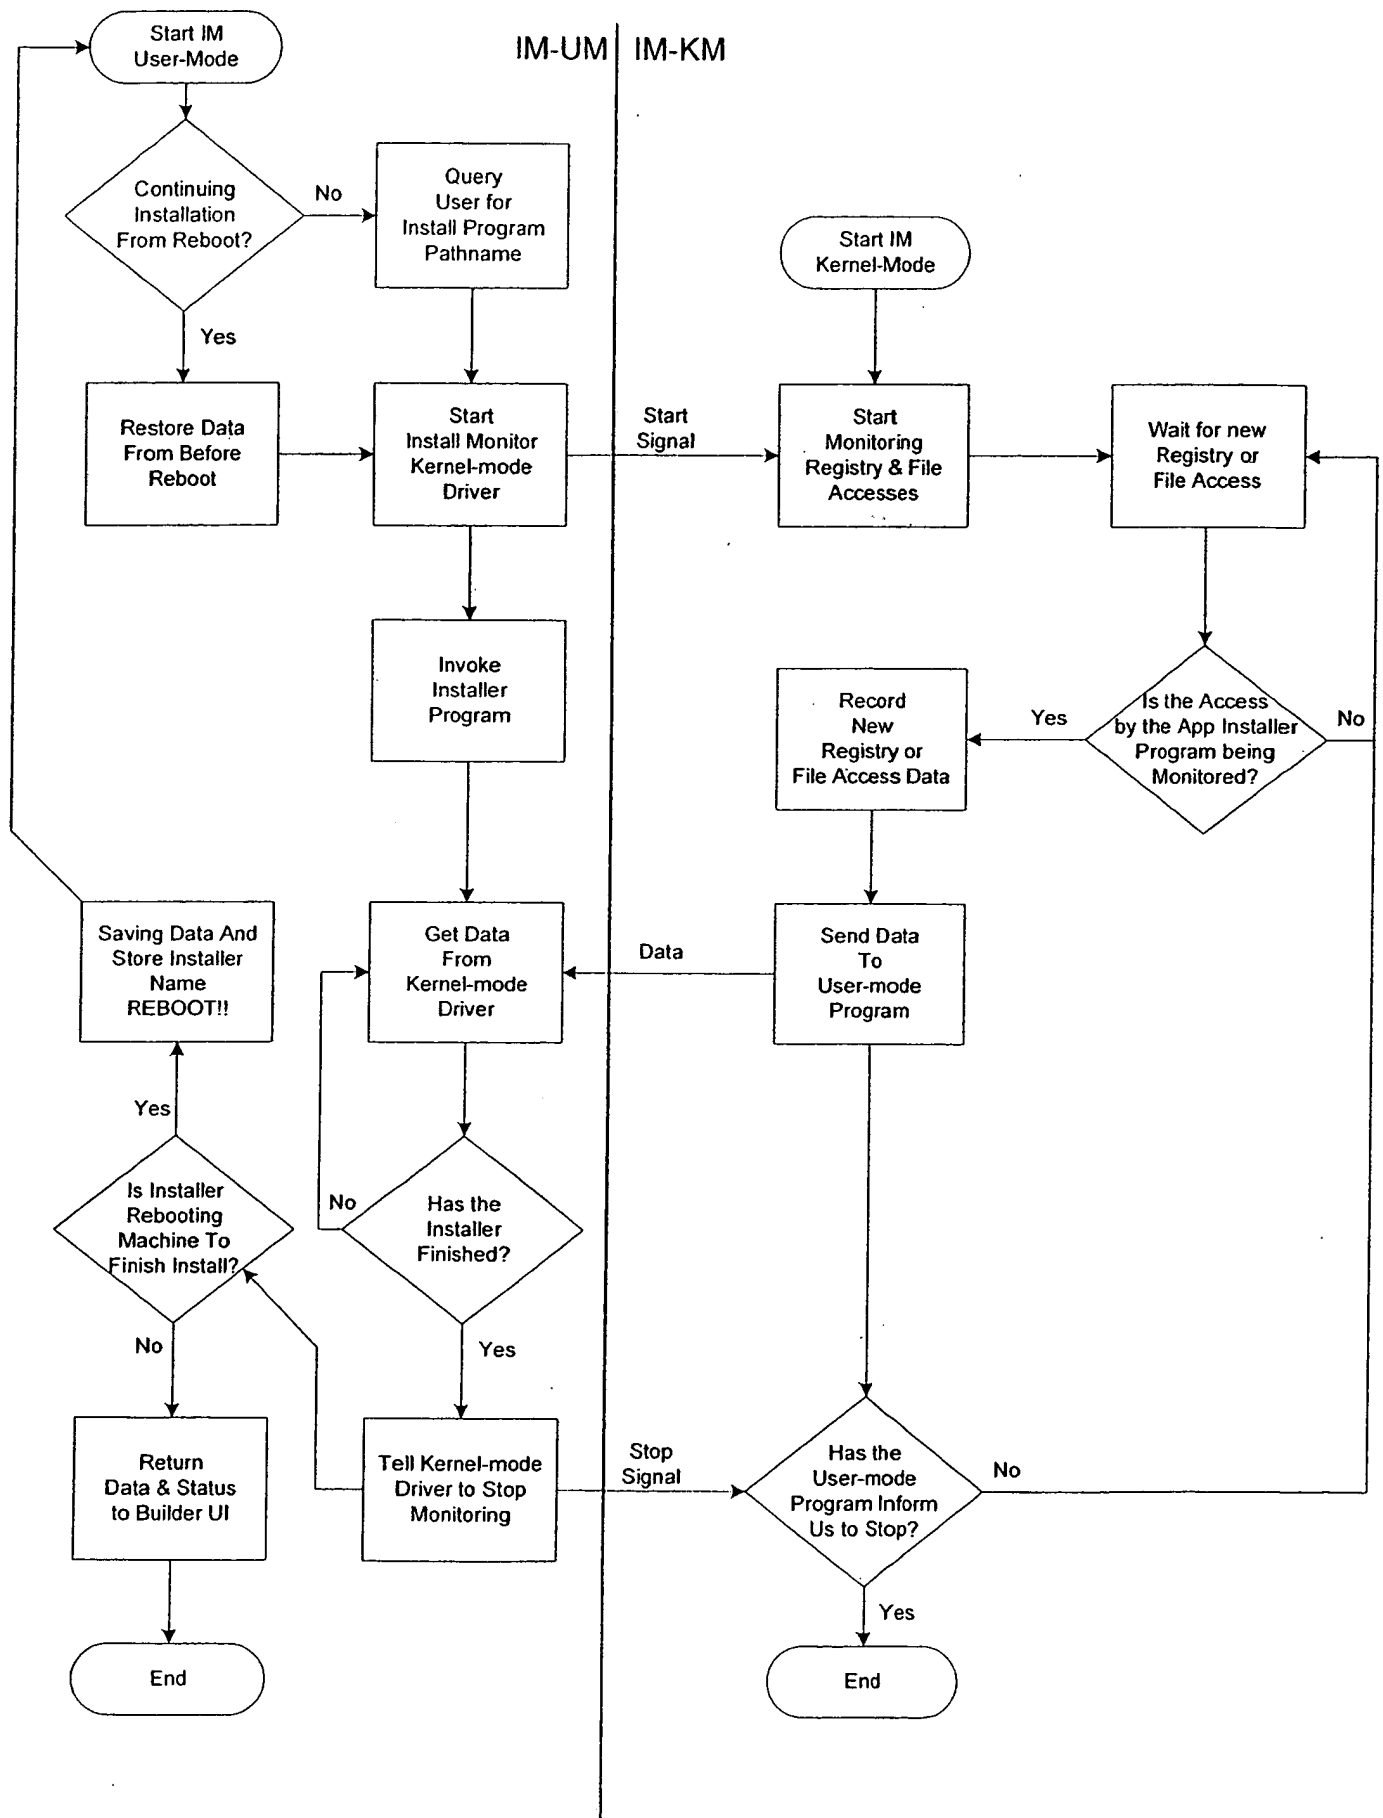 Start IM
User-Mode
IM-UM
IM-KM
Continuing
Installation
From Reboot?
No
Query
User for
Install Program
Pathname
Start IM
Kernel-Mode
Yes
Restore Data
From Before
Reboot
Start
Install Monitor
Kernel-mode
Driver
Start
Signal
Start
Monitoring
Registry & File
Accesses
Wait for new
Registry or
File Access
Invoke
Installer
Program
Record
New
Registry or
File Access Data
Yes
Is the Access
by the App Installer
Program being
Monitored?
No
Saving Data And
Store Installer
Name
REBOOT!!
Get Data
From
Kernel-mode
Driver
Data
Send Data
To
User-mode
Program
Yes
Is Installer
Rebooting
Machine To
Finish Install?
No
Has the
Installer
Finished?
No
Yes
Return
Data & Status
to Builder UI
Tell Kernel-mode
Driver to Stop
Monitoring
Stop
Signal
Has the
User-mode
Program Inform
Us to Stop?
No
Yes
End
End